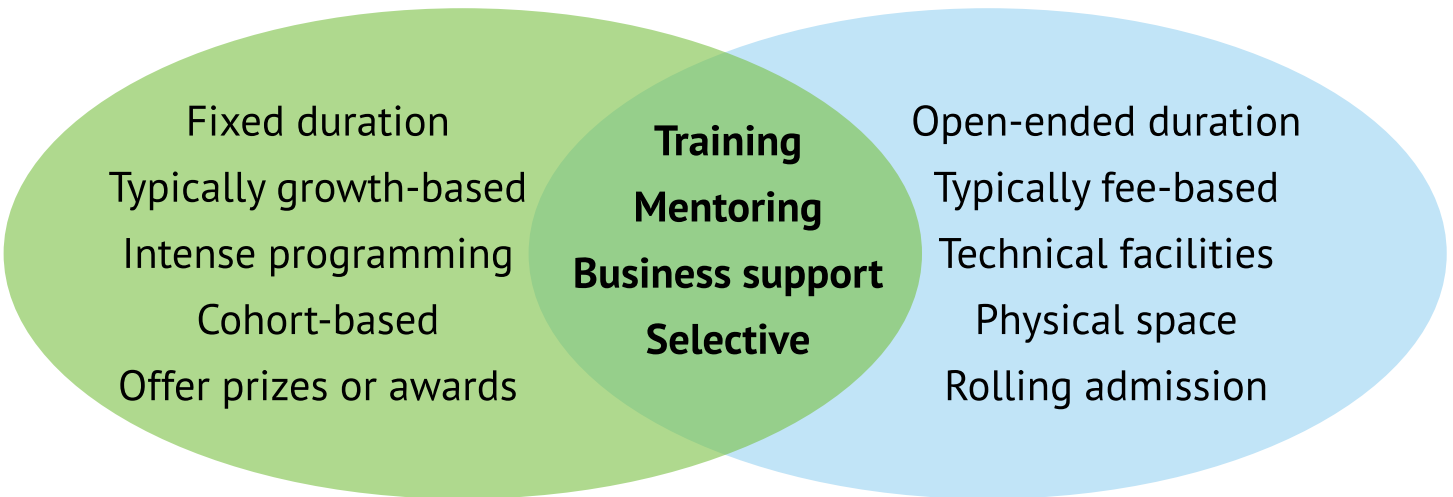 Fixed duration
Typically growth-based
Intense programming
Cohort-based
Offer prizes or awards
Training
Mentoring
Business support
Selective
Open-ended duration
Typically fee-based
Technical facilities
Physical space
Rolling admission